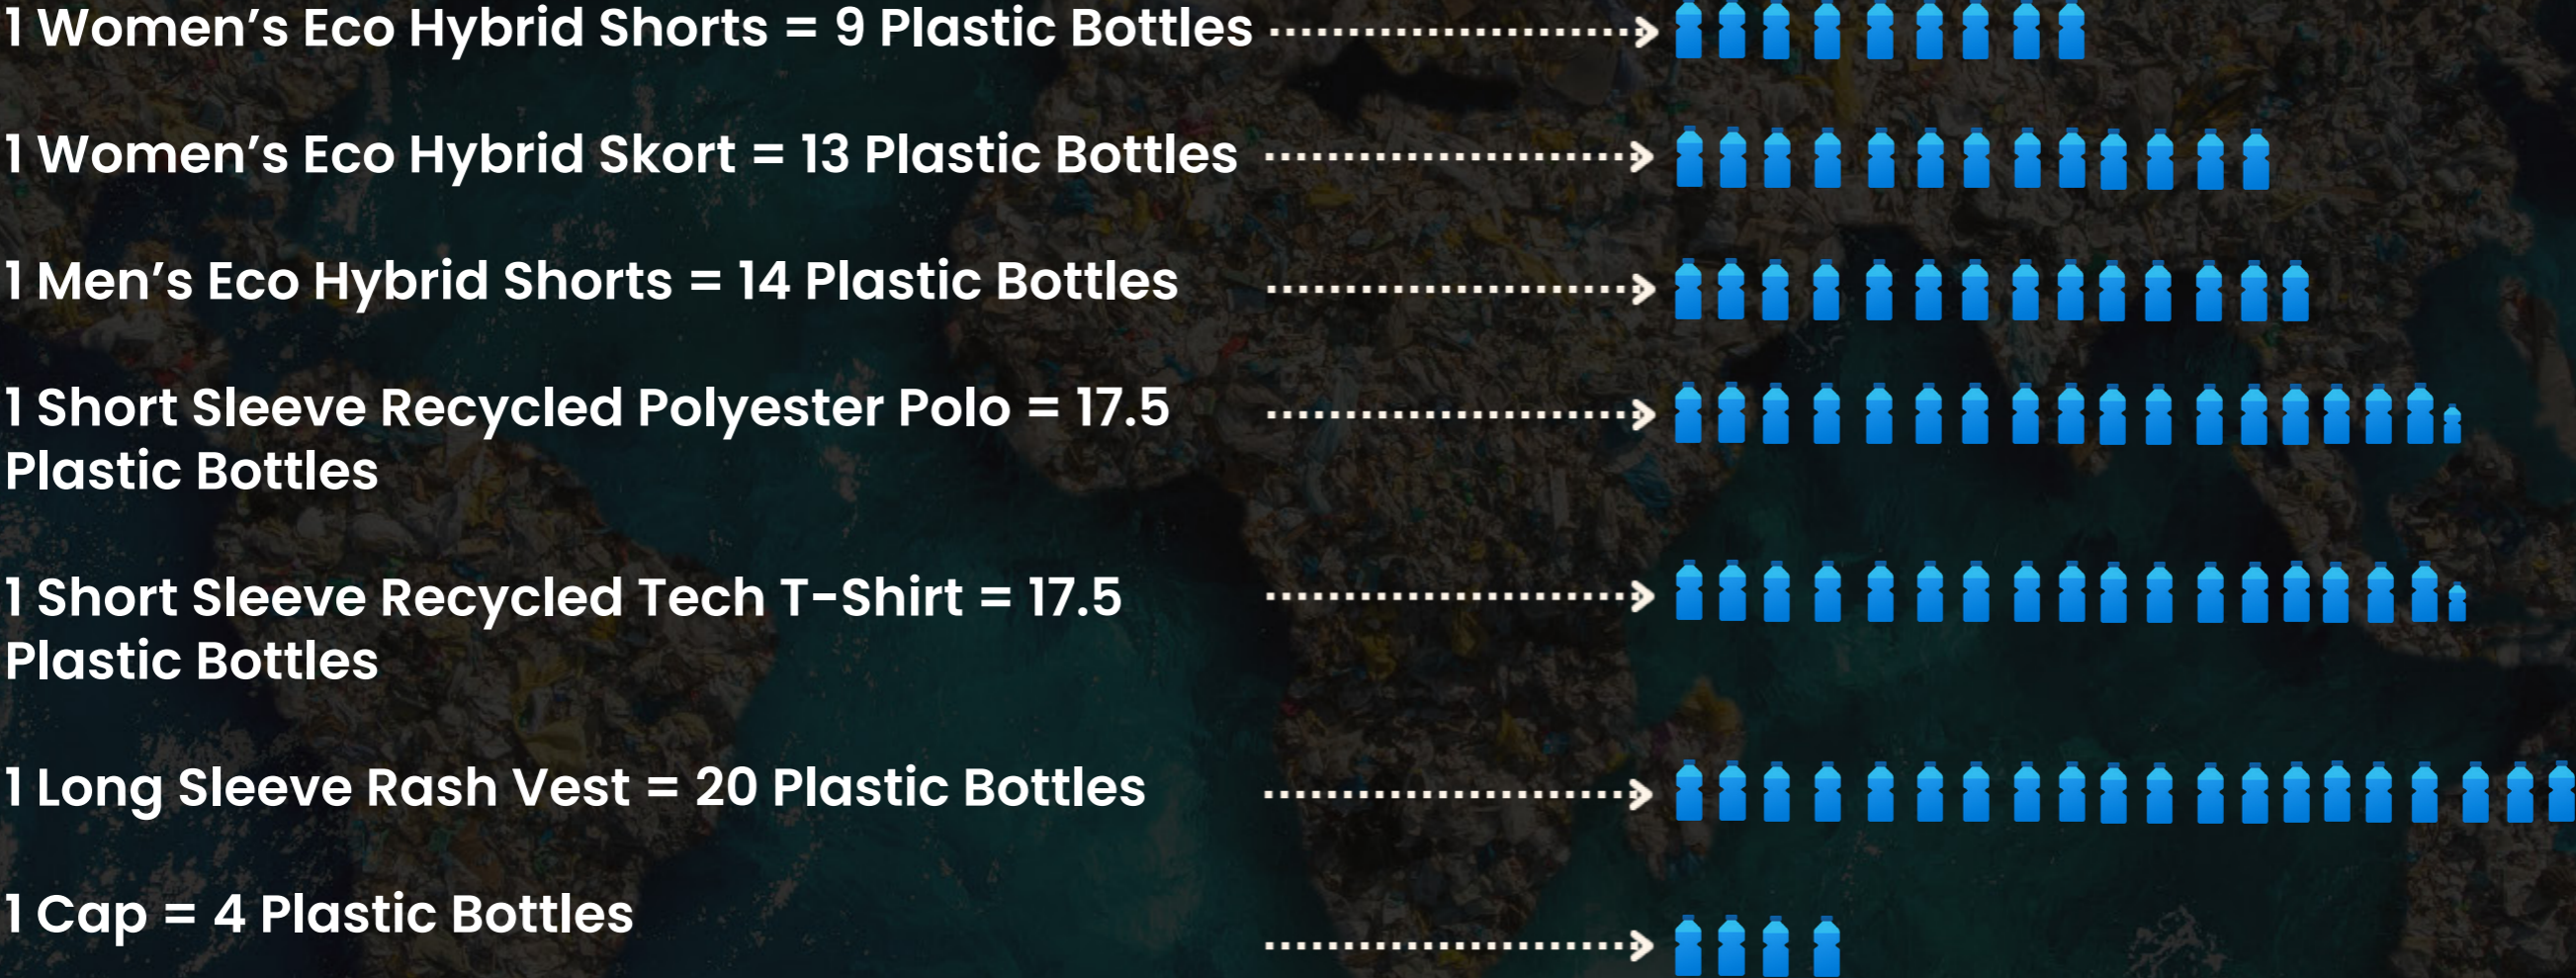 1 Women’s Eco Hybrid Shorts = 9 Plastic Bottles
1 Women’s Eco Hybrid Skort = 13 Plastic Bottles
1 Men’s Eco Hybrid Shorts = 14 Plastic Bottles
1 Short Sleeve Recycled Polyester Polo = 17.5
Plastic Bottles
1 Short Sleeve Recycled Tech T-Shirt = 17.5
Plastic Bottles
1 Long Sleeve Rash Vest = 20 Plastic Bottles
1 Cap = 4 Plastic Bottles